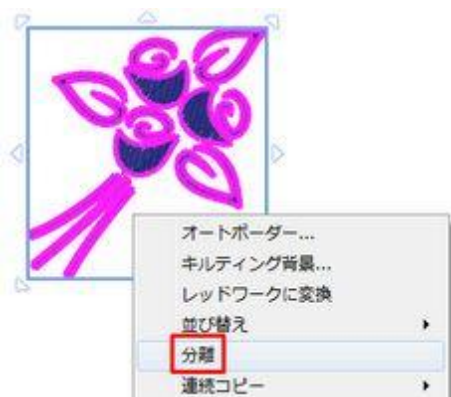 オートボーダー...
キルティング背景...
レッドワークに変換
並び替え
分離
連続コピー